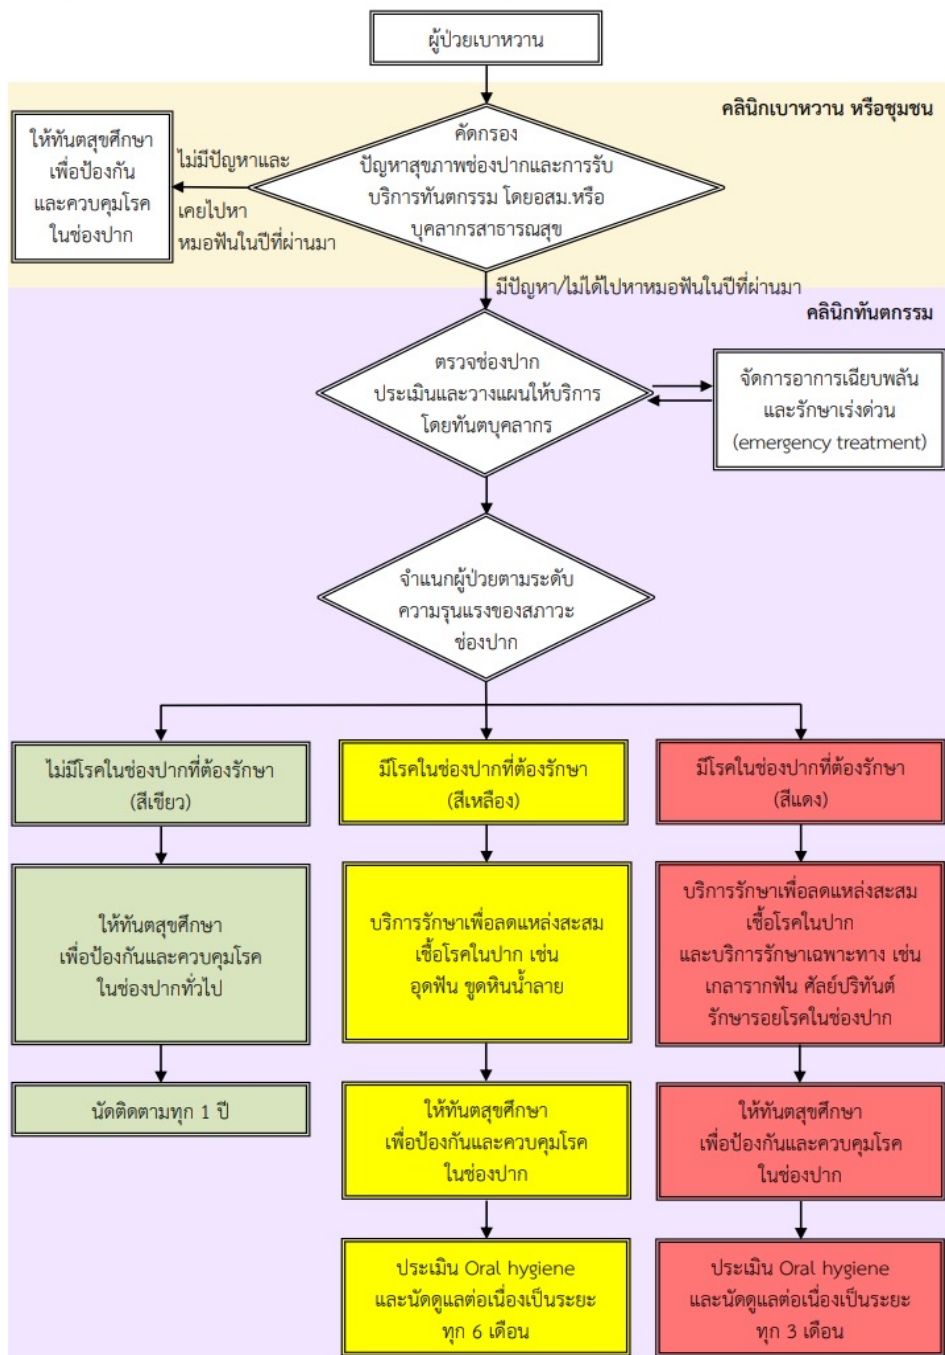 ผู้ป่วยเบาหวาน
คลินิกเบาหวาน หรือชุมชน
คัดกรอง
ปัญหาสุขภาพช่องปากและการรับ
บริการทันตกรรม โดยอสม.หรือ
บุคลากรสาธารณสุข
ไม่มีปัญหาและ
เคยไปหา
หมอฟันในปีที่ผ่านมา
ให้ทันตสุขศึกษา
เพื่อป้องกัน
และควบคุมโรค
ในช่องปาก
มีปัญหา/ไม่ได้ไปหาหมอฟันในปีที่ผ่านมา
คลินิกทันตกรรม
ตรวจช่องปาก
ประเมินและวางแผนให้บริการ
โดยทันตบุคลากร
จัดการอาการเฉียบพลัน
และรักษาเร่งด่วน
(emergency treatment)
จำแนกผู้ป่วยตามระดับ
ความรุนแรงของสภาวะ
ช่องปาก
ไม่มีโรคในช่องปากที่ต้องรักษา
(สีเขียว)
ให้ทันตสุขศึกษา
เพื่อป้องกันและควบคุมโรค
ในช่องปากทั่วไป
นัดติดตามทุก 1 ปี
มีโรคในช่องปากที่ต้องรักษา
(สีเหลือง)
บริการรักษาเพื่อลดแหล่งสะสม
เชื้อโรคในปาก เช่น
อุดฟัน ขูดหินน้ำลาย
ให้ทันตสุขศึกษา
เพื่อป้องกันและควบคุมโรค
ในช่องปาก
ประเมิน Oral hygiene
และนัดดูแลต่อเนื่องเป็นระยะ
ทุก 6 เดือน
มีโรคในช่องปากที่ต้องรักษา
(สีแดง)
บริการรักษาเพื่อลดแหล่งสะสม
เชื้อโรคในปาก
และบริการรักษาเฉพาะทาง เช่น
เกลารากฟัน ศัลย์ปริทันต์
รักษารอยโรคในช่องปาก
ให้ทันตสุขศึกษา
เพื่อป้องกันและควบคุมโรค
ในช่องปาก
ประเมิน Oral hygiene
และนัดดูแลต่อเนื่องเป็นระยะ
ทุก 3 เดือน